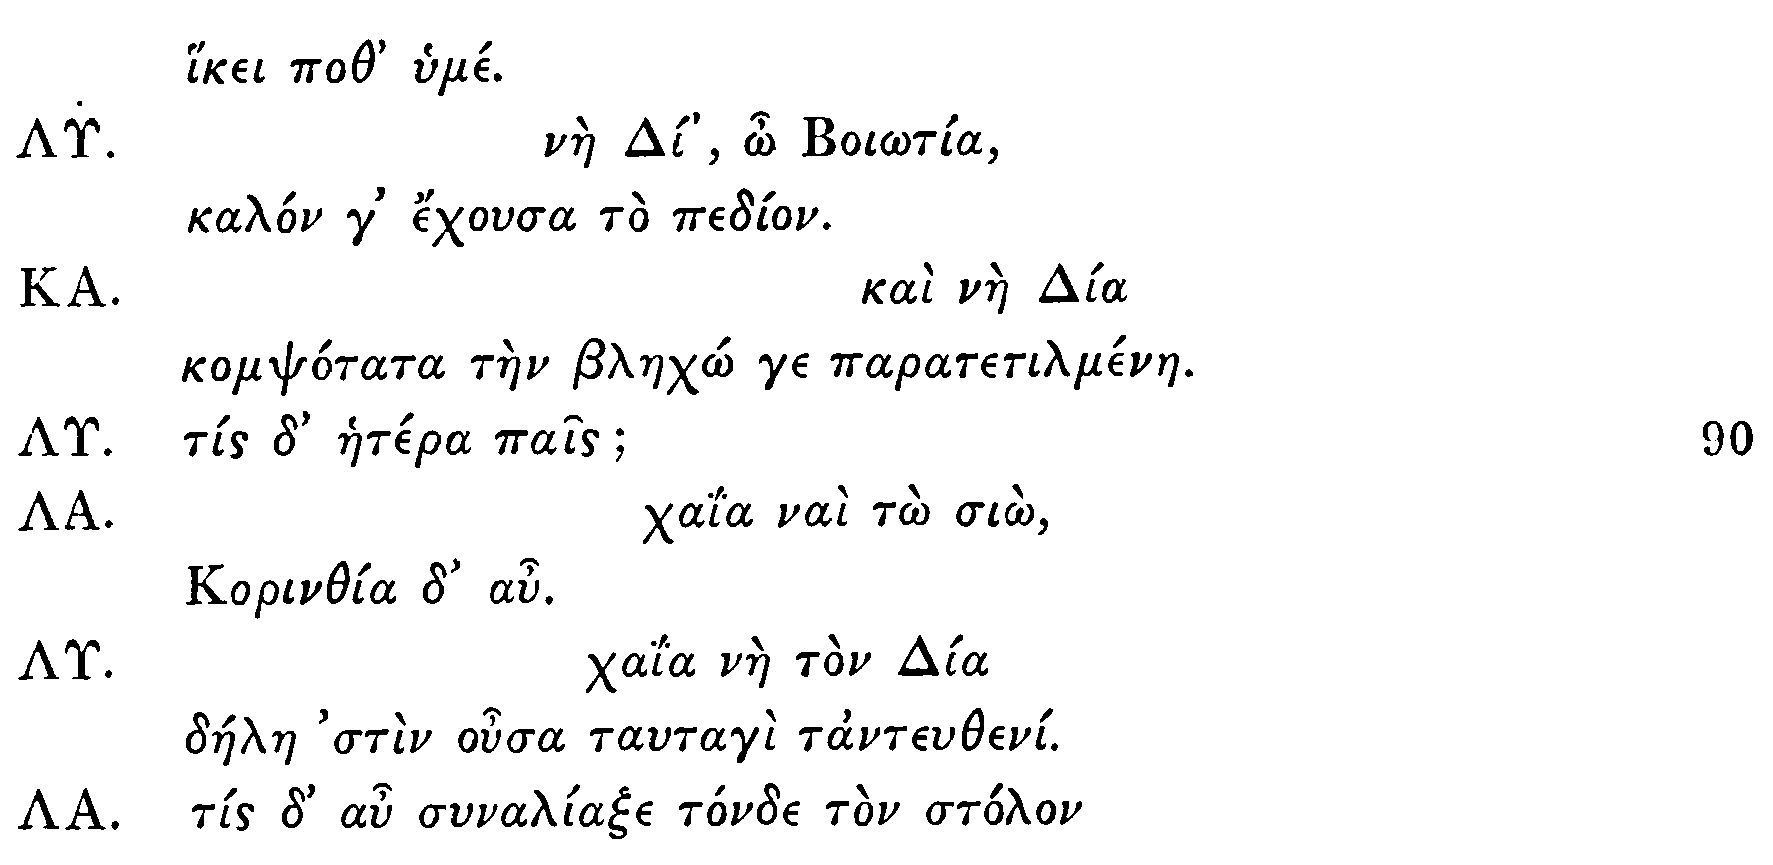 ἵκει ποθ’ ὑμέ.
ΛΥ. νὴ Δί’, ὦ Βοιωτία,
καλόν γ’ ἔχουσα τὸ πεδίον.
ΚΑ. καὶ νὴ Δία
κομψότατα τὴν βληχώ γε παρατετιλμένη.
ΛΥ. τίς δ’ ἡτέρα παῖς; 90
ΛΑ. χαΐα ναὶ τὼ σιὼ,
Κορινθία δ’ αὖ.
ΛΥ. χαΐα νὴ τὸν Δία
δήλη ’στὶν οὖσα ταυταγὶ τἀντευθενί.
ΛΑ. τίς δ’ αὖ συναλίαξε τόνδε τὸν στόλον